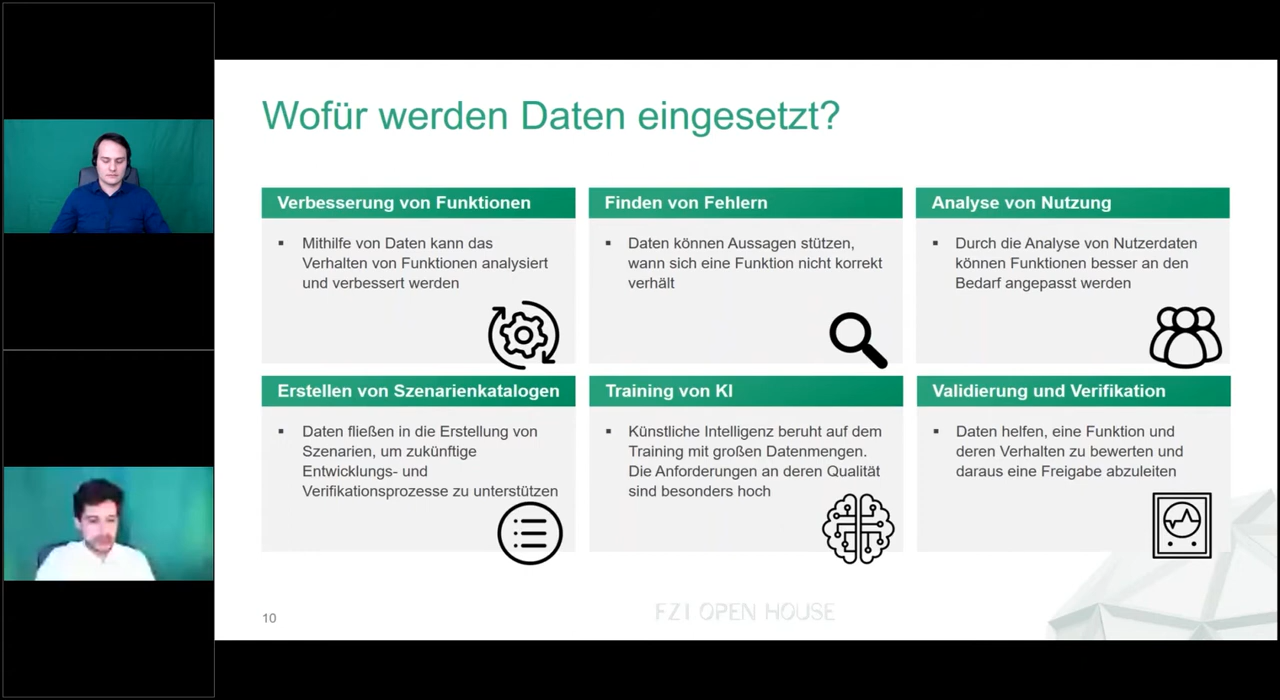 Wofür werden Daten eingesetzt?
Verbesserung von Funktionen
▪ Mithilfe von Daten kann das
Verhalten von Funktionen analysiert
und verbessert werden
Finden von Fehlern
▪ Daten können Aussagen stützen,
wann sich eine Funktion nicht korrekt
verhält
Analyse von Nutzung
▪ Durch die Analyse von Nutzerdaten
können Funktionen besser an den
Bedarf angepasst werden
Erstellen von Szenarienkatalogen
▪ Daten fließen in die Erstellung von
Szenarien, um zukünftige
Entwicklungs- und
Verifikationsprozesse zu unterstützen
Training von KI
▪ Künstliche Intelligenz beruht auf dem
Training mit großen Datenmengen.
Die Anforderungen an deren Qualität
sind besonders hoch
Validierung und Verifikation
▪ Daten helfen, eine Funktion und
deren Verhalten zu bewerten und
daraus eine Freigabe abzuleiten
10
FZI OPEN HOUSE